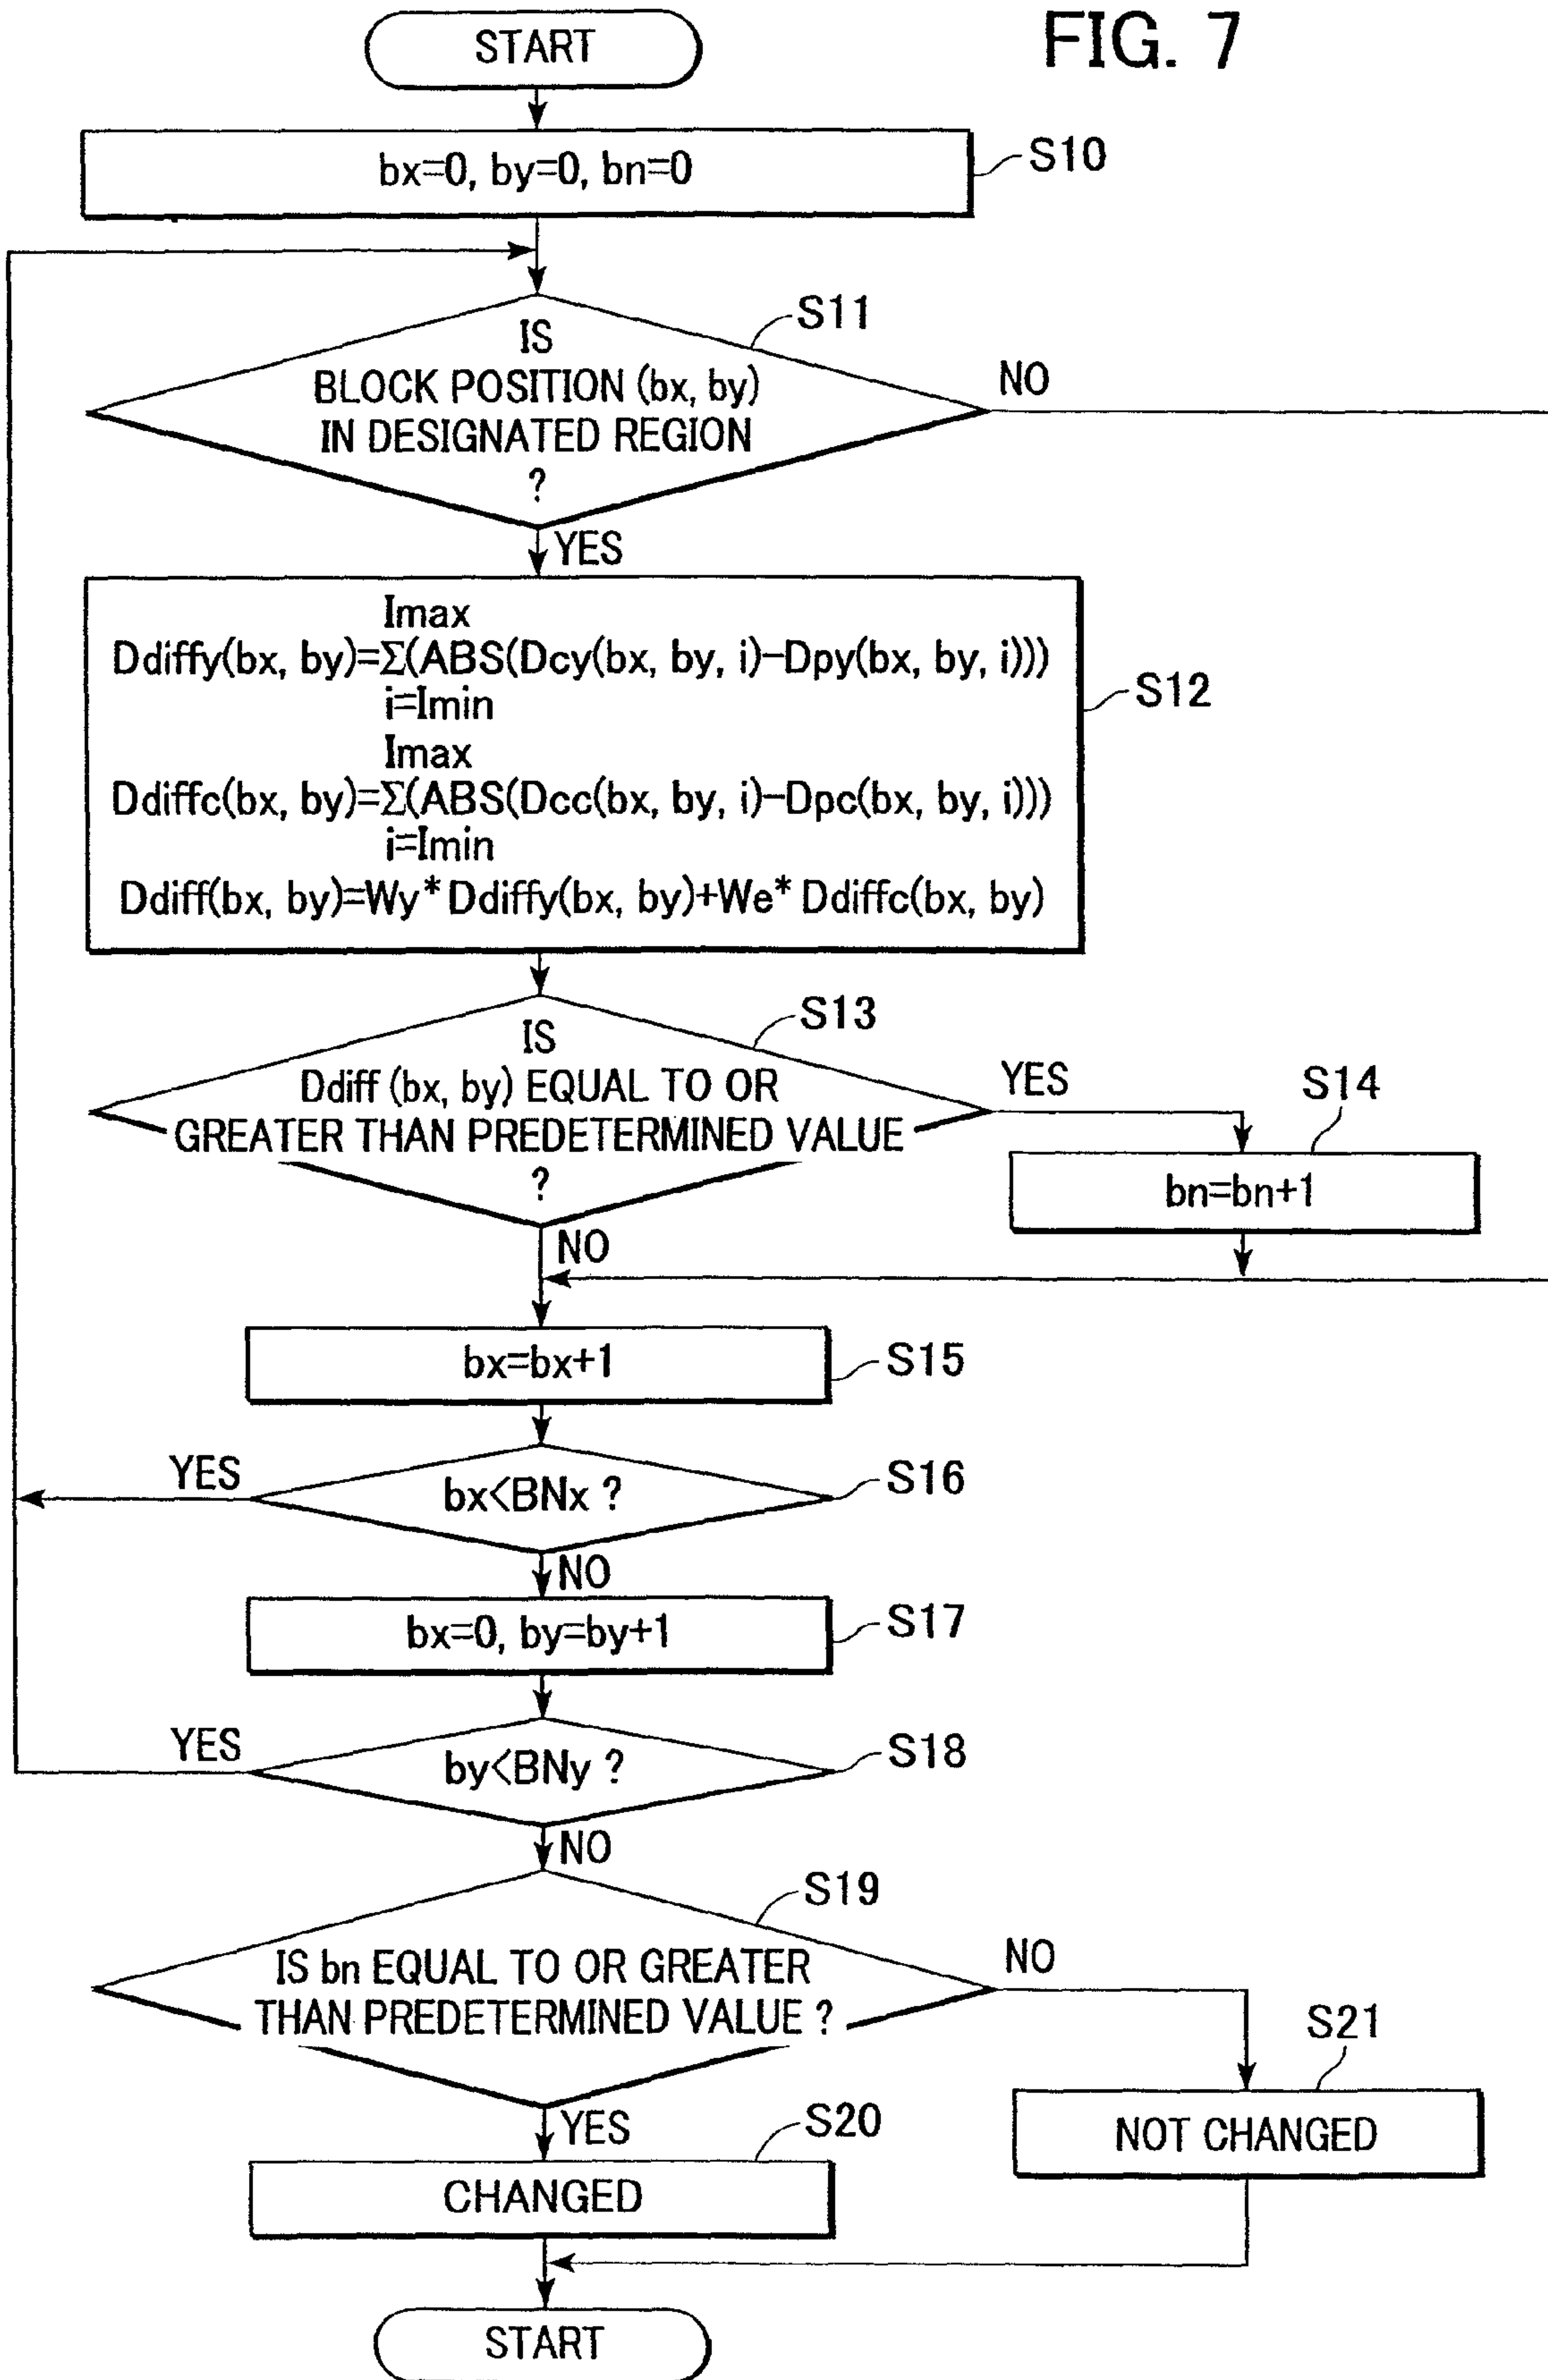 FIG. 7
START
bx=0, by=0, bn=0
S10
S11
IS
BLOCK POSITION (bx, by)
IN DESIGNATED REGION
?
NO
YES
Imax
Ddiffy(bx, by)=Σ(ABS(Dcy(bx, by, i)-Dpy(bx, by, i)))
i=Imin
Imax
Ddiffc(bx, by)=Σ(ABS(Dcc(bx, by, i)-Dpc(bx, by, i)))
i=Imin
Ddiff(bx, by)=Wy* Ddiffy(bx, by)+We* Ddiffc(bx, by)
S12
S13
IS
Ddiff (bx, by) EQUAL TO OR
GREATER THAN PREDETERMINED VALUE
?
YES
S14
bn=bn+1
NO
bx=bx+1
S15
YES
bx<BNx ?
S16
NO
bx=0, by=by+1
S17
YES
by<BNy ?
S18
NO
S19
IS bn EQUAL TO OR GREATER
THAN PREDETERMINED VALUE ?
NO
S21
NOT CHANGED
YES
S20
CHANGED
START